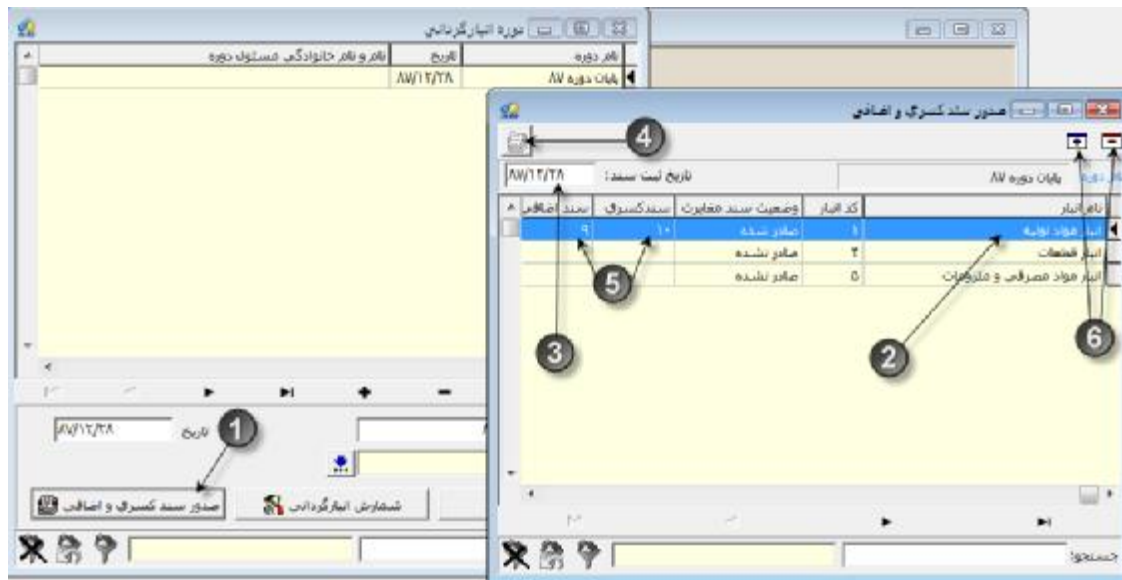 دوره انبارگردانی
نام دوره تاریخ نام و نام خانوادگی مسئول دوره
پایان دوره ۸۷ ۸۷/۱۲/۲۸
صدور سند کسری و اضافی
4
پایان دوره ۸۷ تاریخ ثبت سند: ۸۷/۱۲/۲۸
نام انبار کد انبار وضعیت سند مغایرت سند کسری سند اضافی
انبار مواد اولیه ۱ صادر شده ۱۰ ۹
انبار قطعات صادر نشده
انبار مواد مصرفی و ملزومات ۵ صادر نشده
5
6
3
2
1
تاریخ ۸۷/۱۲/۲۸
شمارش انبارگردانی
صدور سند کسری و اضافی
جستجو: